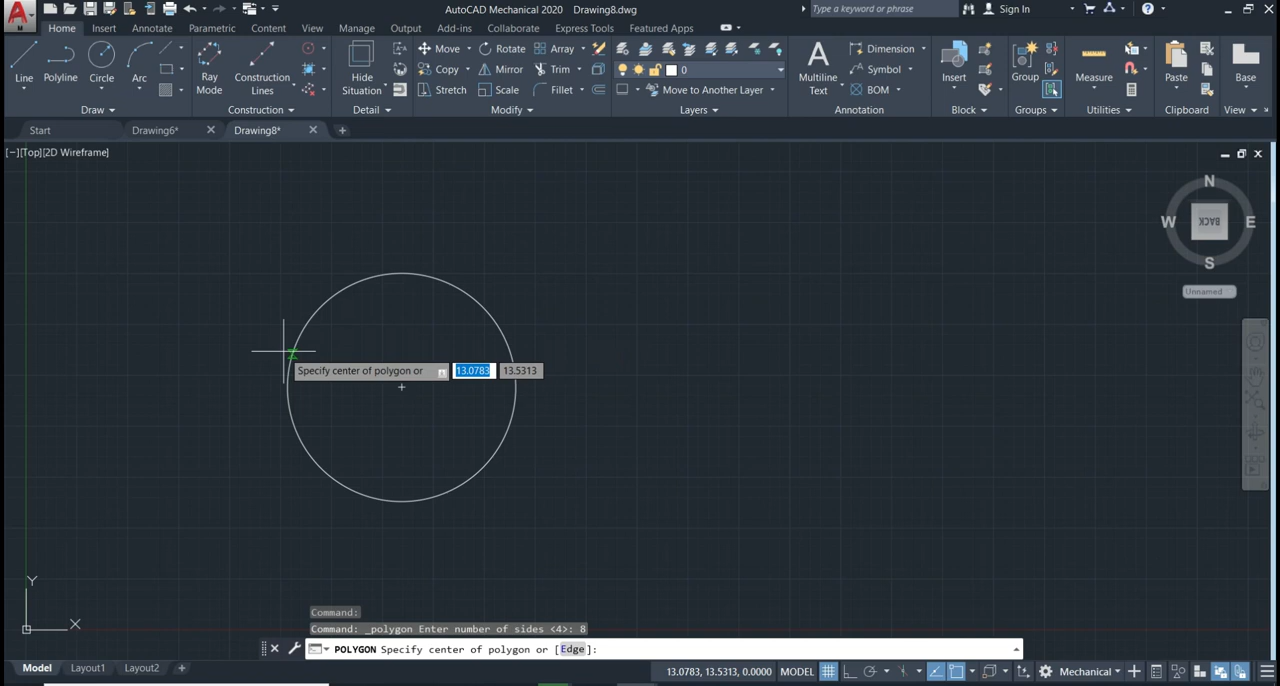 AutoCAD Mechanical 2020 Drawing8.dwg
Type a keyword or phrase
Sign In
Home Insert Annotate Parametric Content View Manage Output Add-ins Collaborate Express Tools Featured Apps
Line
Polyline
Circle
Arc
Draw
Ray
Mode
Construction
Lines
Construction
Hide
Situation
Detail
Move
Rotate
Array
Copy
Mirror
Trim
Stretch
Scale
Fillet
Modify
0
Move to Another Layer
Layers
Multiline
Text
Dimension
Symbol
BOM
Annotation
Insert
Block
Group
Groups
Measure
Utilities
Paste
Clipboard
Base
View
Start
Drawing6*
Drawing8*
[−][Top][2D Wireframe]
N
W
BACK
E
S
Unnamed
Specify center of polygon or
13.0783
13.5313
Y
X
Command:
Command: _polygon Enter number of sides <4>: 8
POLYGON Specify center of polygon or [Edge]:
Model
Layout1
Layout2
13.0783, 13.5313, 0.0000
MODEL
Mechanical